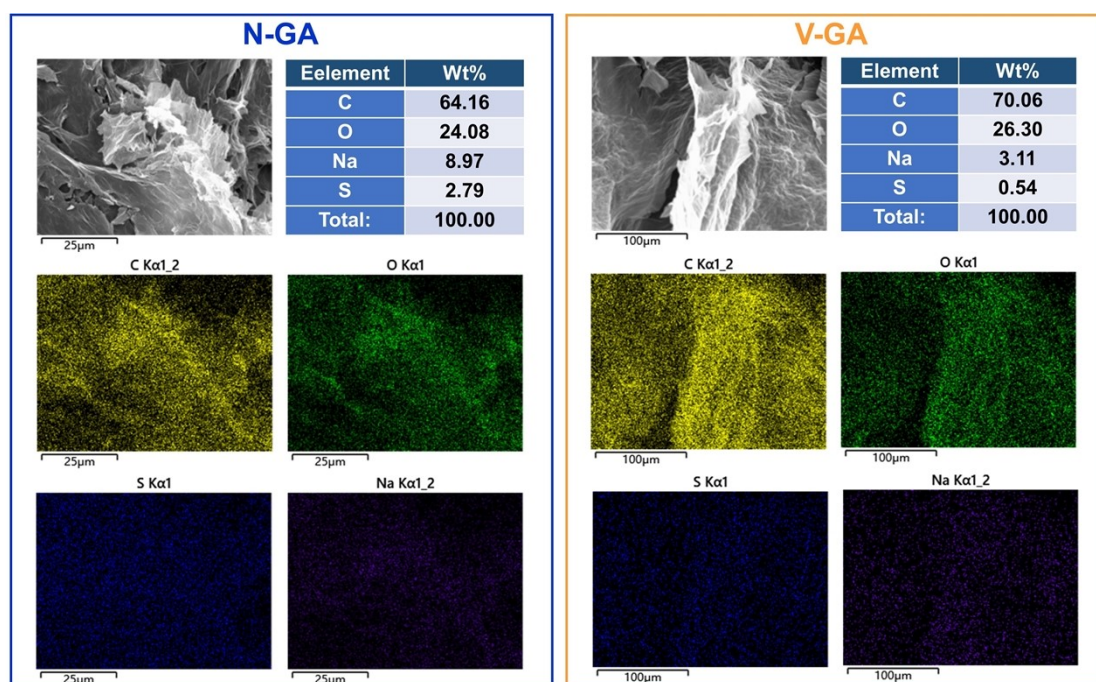 N-GA
Eelement Wt%
C 64.16
O 24.08
Na 8.97
S 2.79
Total: 100.00
25μm
C Kα1_2
O Kα1
25μm
25μm
S Kα1
Na Kα1_2
25μm
25μm
V-GA
Element Wt%
C 70.06
O 26.30
Na 3.11
S 0.54
Total: 100.00
100μm
C Kα1_2
O Kα1
100μm
100μm
S Kα1
Na Kα1_2
100μm
100μm